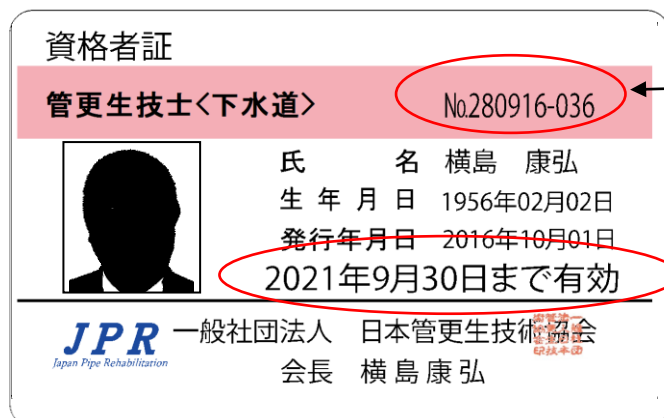 資格者証
管更生技士<下水道> No.280916-036
氏 名 横島 康弘
生年月日 1956年02月02日
発行年月日 2016年10月01日
2021年9月30日まで有効
JPR 一般社団法人 日本管更生技術協会
Japan Pipe Rehabilitation
会長 横島康弘